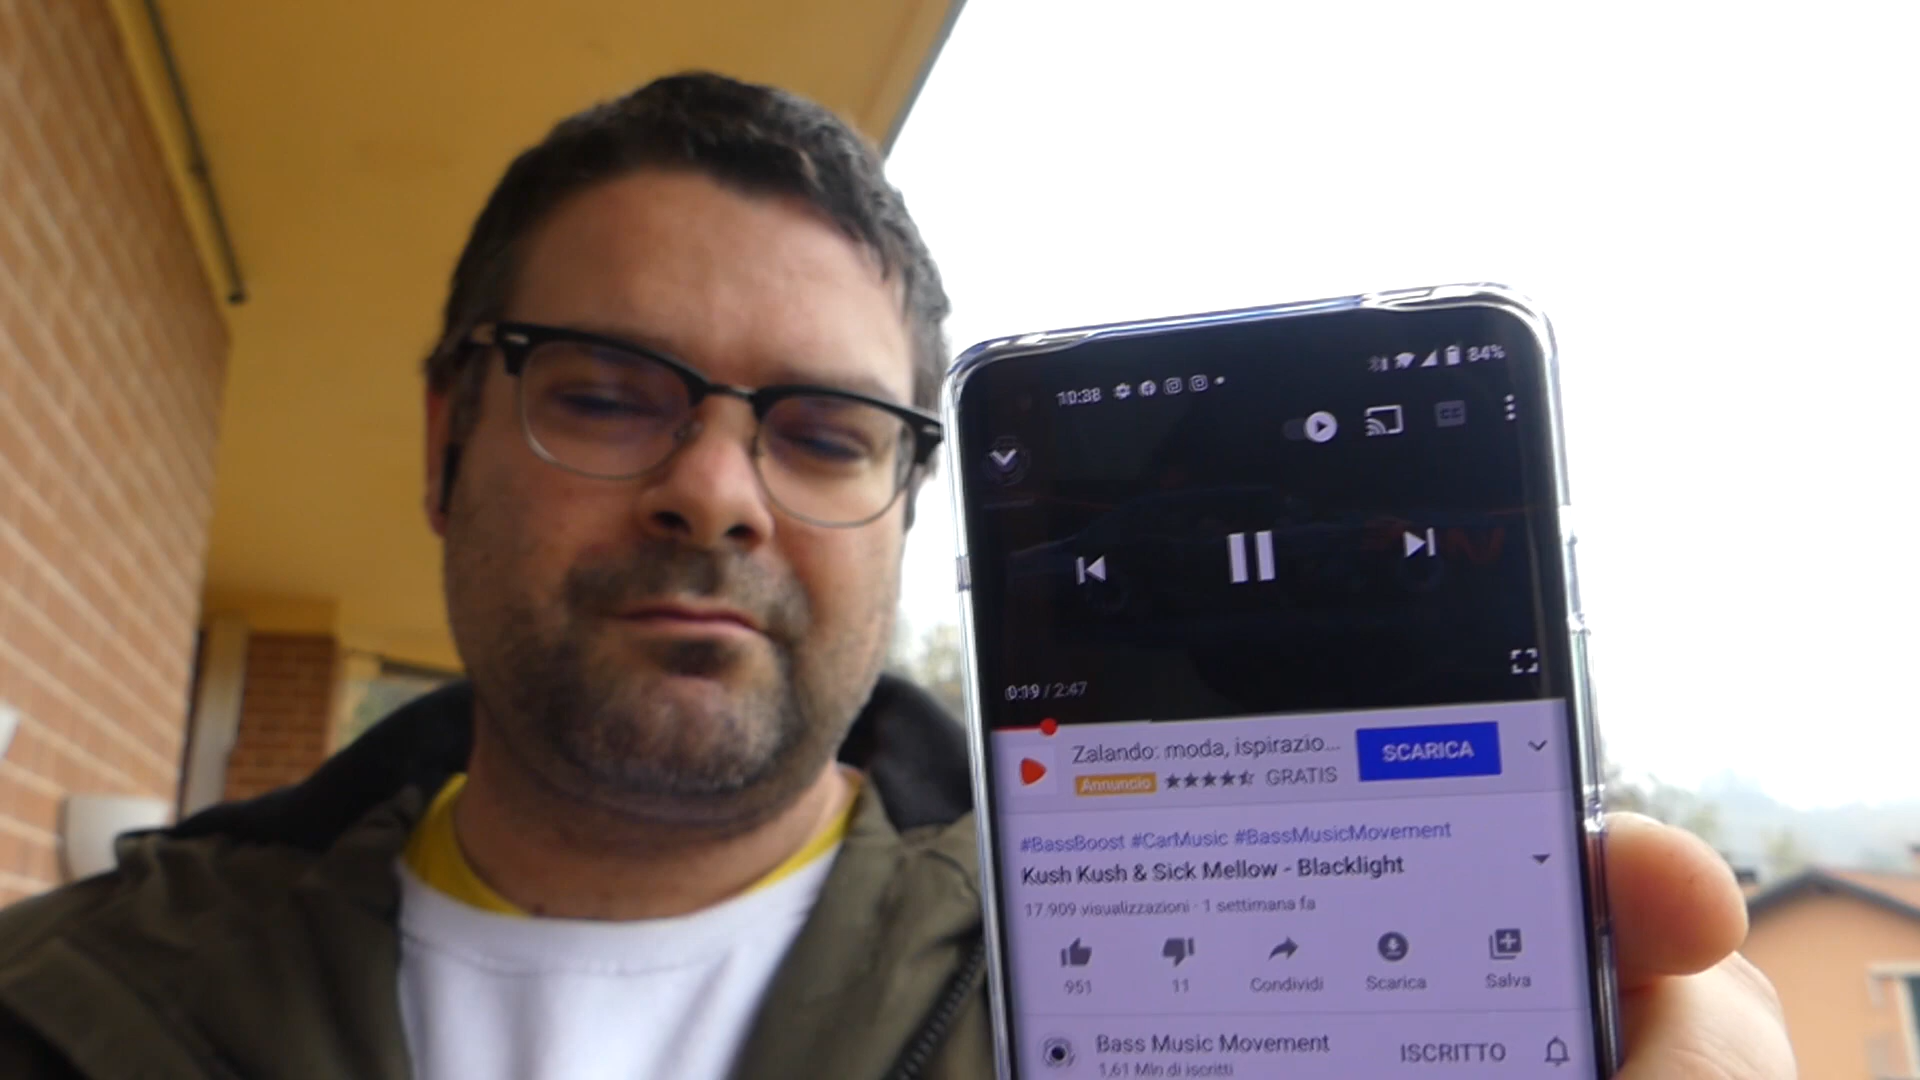 10:38 84%
CC
0:19 / 2:47
Zalando: moda, ispirazio...
SCARICA
Annuncio GRATIS
#BassBoost #CarMusic #BassMusicMovement
Kush Kush & Sick Mellow - Blacklight
17.909 visualizzazioni · 1 settimana fa
951 11 Condividi Scarica Salva
Bass Music Movement
ISCRITTO
1,61 Mln di iscritti